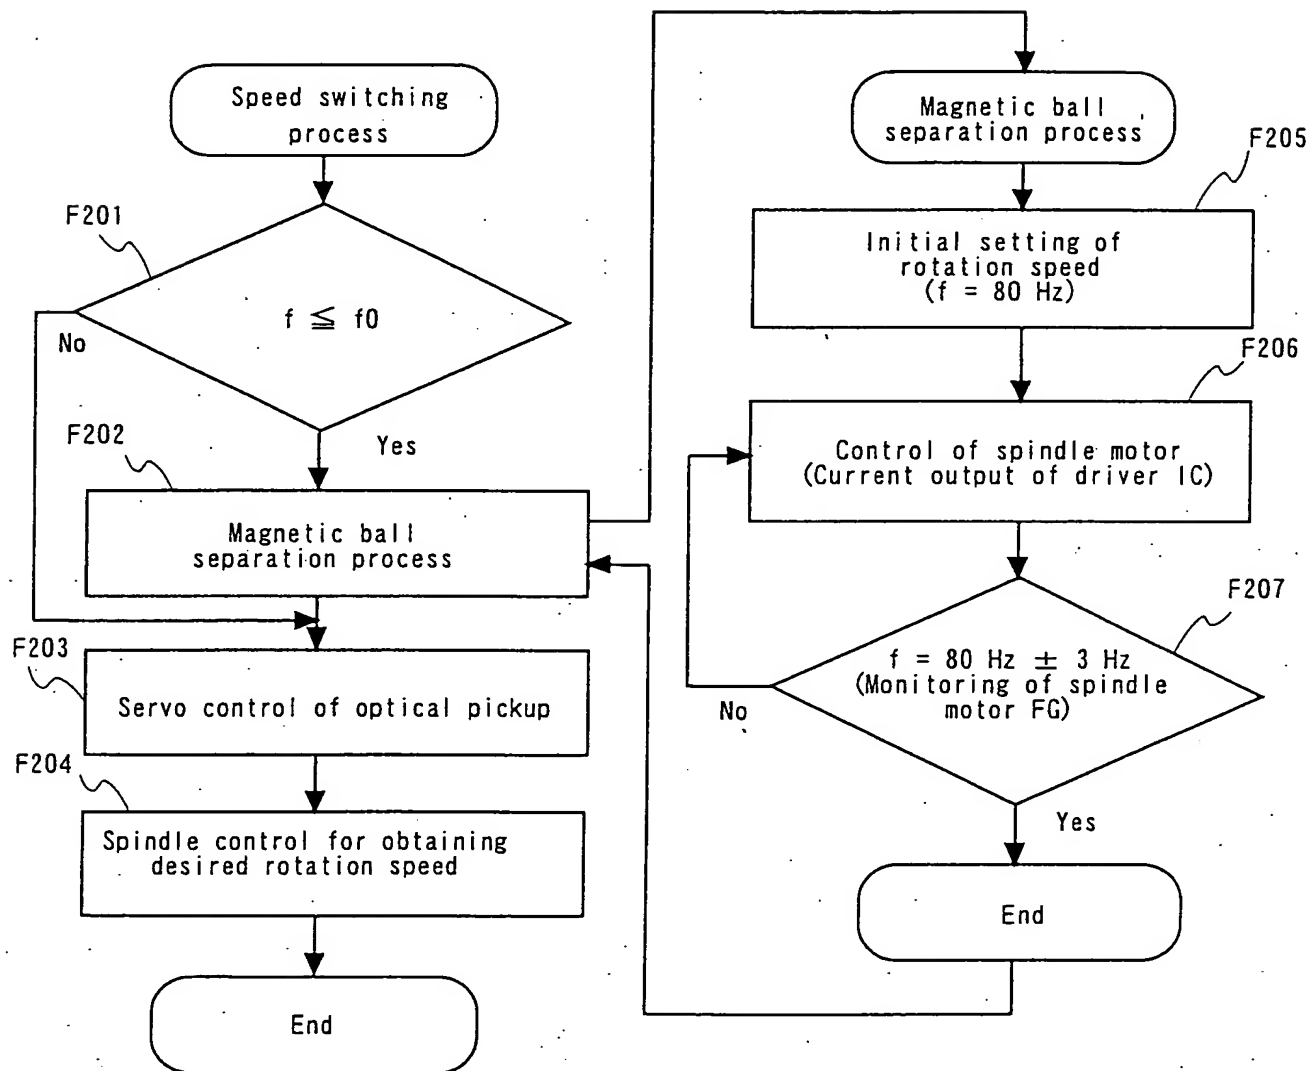 Speed switching
process
F201
f ≦ f0
No
Yes
F202
Magnetic ball
separation process
F203
Servo control of optical pickup
F204
Spindle control for obtaining
desired rotation speed
End
Magnetic ball
separation process
F205
Initial setting of
rotation speed
(f = 80 Hz)
F206
Control of spindle motor
(Current output of driver IC)
F207
f = 80 Hz ± 3 Hz
(Monitoring of spindle
motor FG)
No
Yes
End